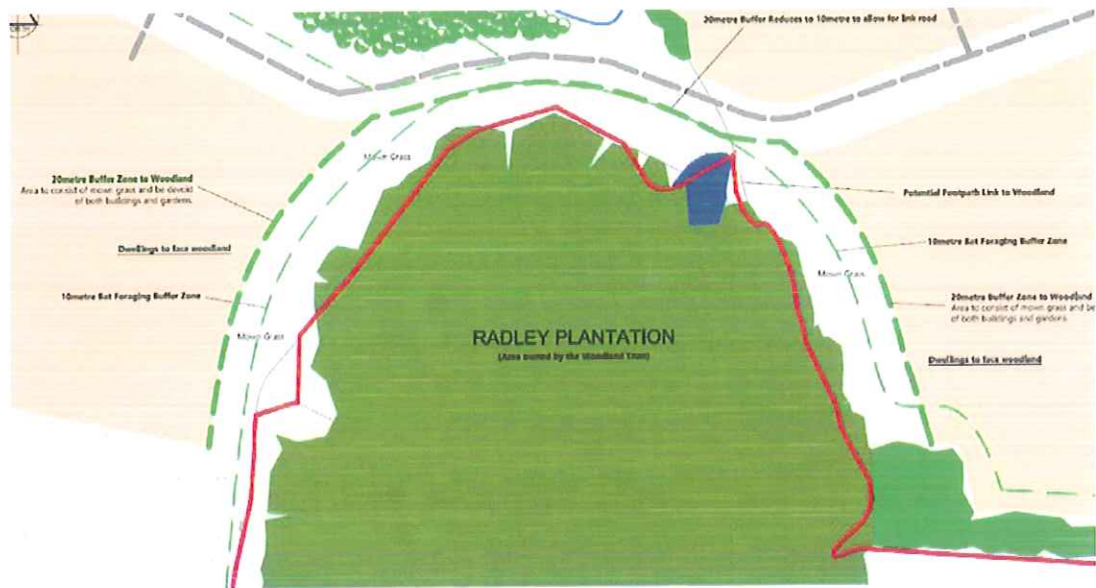 20metre Buffer Reduces to 10metre to allow for link road
Mown Grass
20metre Buffer Zone to Woodland
Area to consist of mown grass and be devoid
of both buildings and gardens.
Potential Footpath Link to Woodland
Dwellings to face woodland
10metre Bat Foraging Buffer Zone
Mown Grass
10metre Bat Foraging Buffer Zone
20metre Buffer Zone to Woodland
Area to consist of mown grass and be
of both buildings and gardens.
Mown Grass
RADLEY PLANTATION
(Area owned by the Woodland Trust)
Dwellings to face woodland